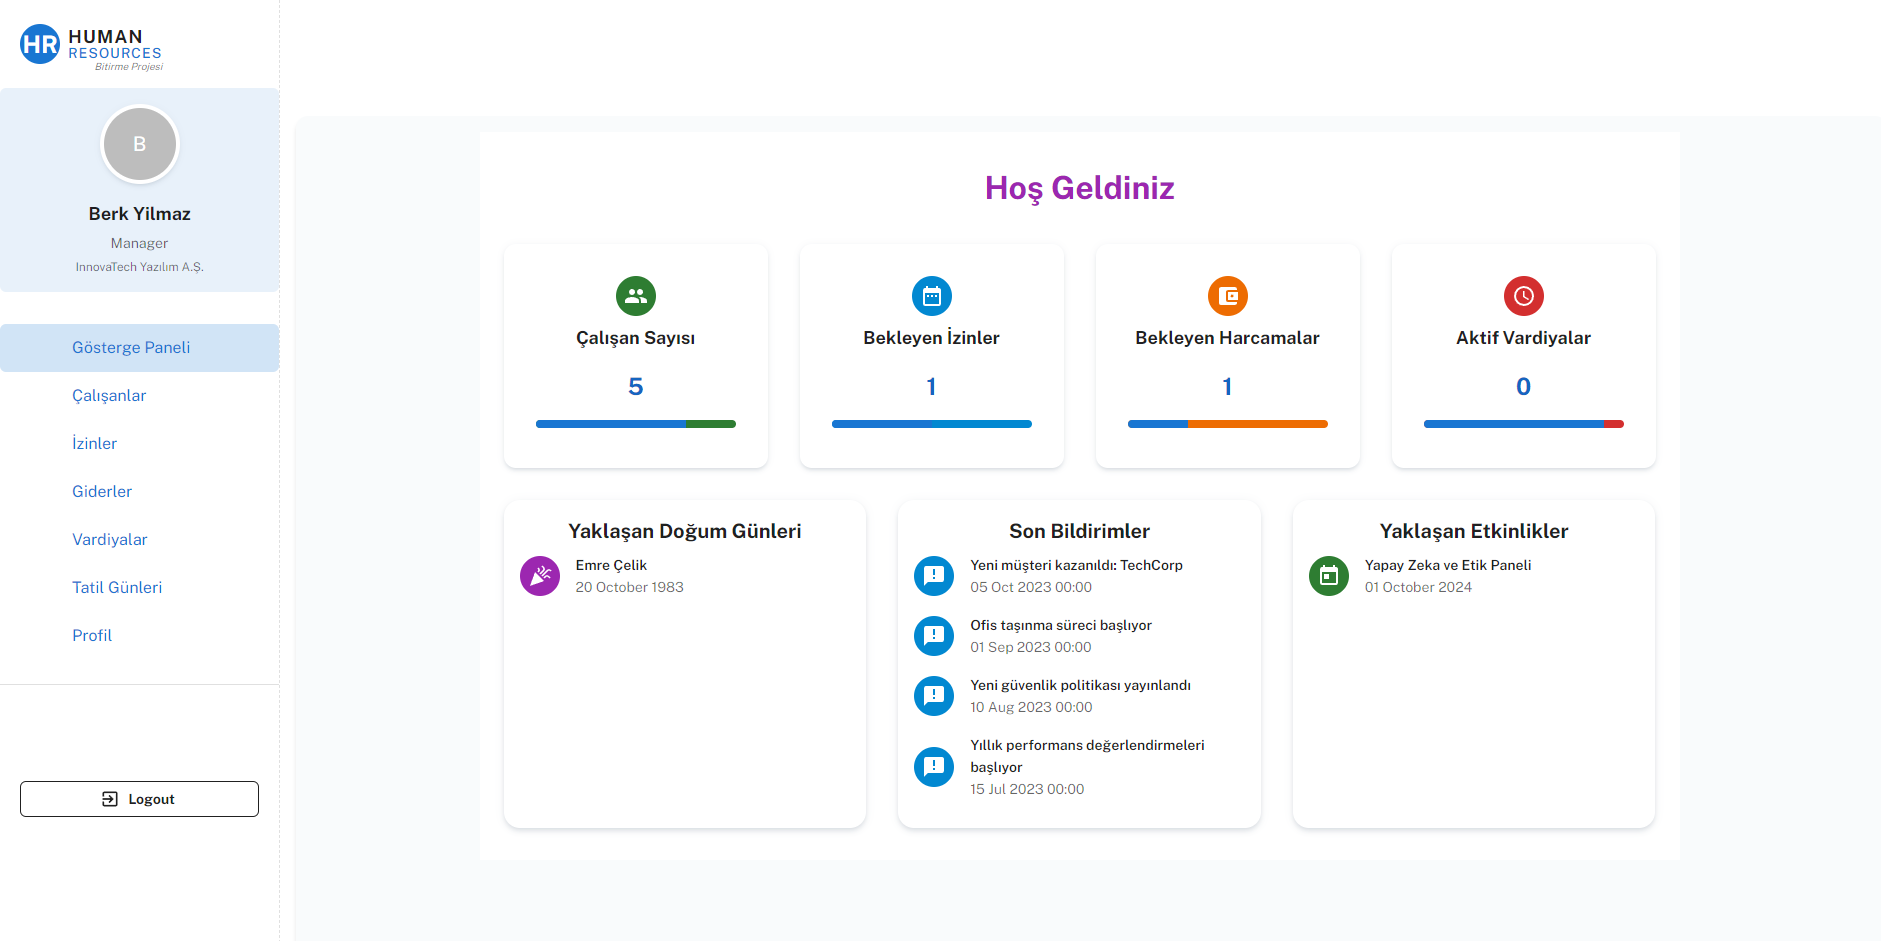 HR
HUMAN
RESOURCES
Bitirme Projesi
B
Berk Yilmaz
Manager
InnovaTech Yazılım A.Ş.
Gösterge Paneli
Çalışanlar
İzinler
Giderler
Vardiyalar
Tatil Günleri
Profil
Logout
Hoş Geldiniz
Çalışan Sayısı
5
Bekleyen İzinler
1
Bekleyen Harcamalar
1
Aktif Vardiyalar
0
Yaklaşan Doğum Günleri
Emre Çelik
20 October 1983
Son Bildirimler
Yeni müşteri kazanıldı: TechCorp
05 Oct 2023 00:00
Ofis taşınma süreci başlıyor
01 Sep 2023 00:00
Yeni güvenlik politikası yayınlandı
10 Aug 2023 00:00
Yıllık performans değerlendirmeleri
başlıyor
15 Jul 2023 00:00
Yaklaşan Etkinlikler
Yapay Zeka ve Etik Paneli
01 October 2024